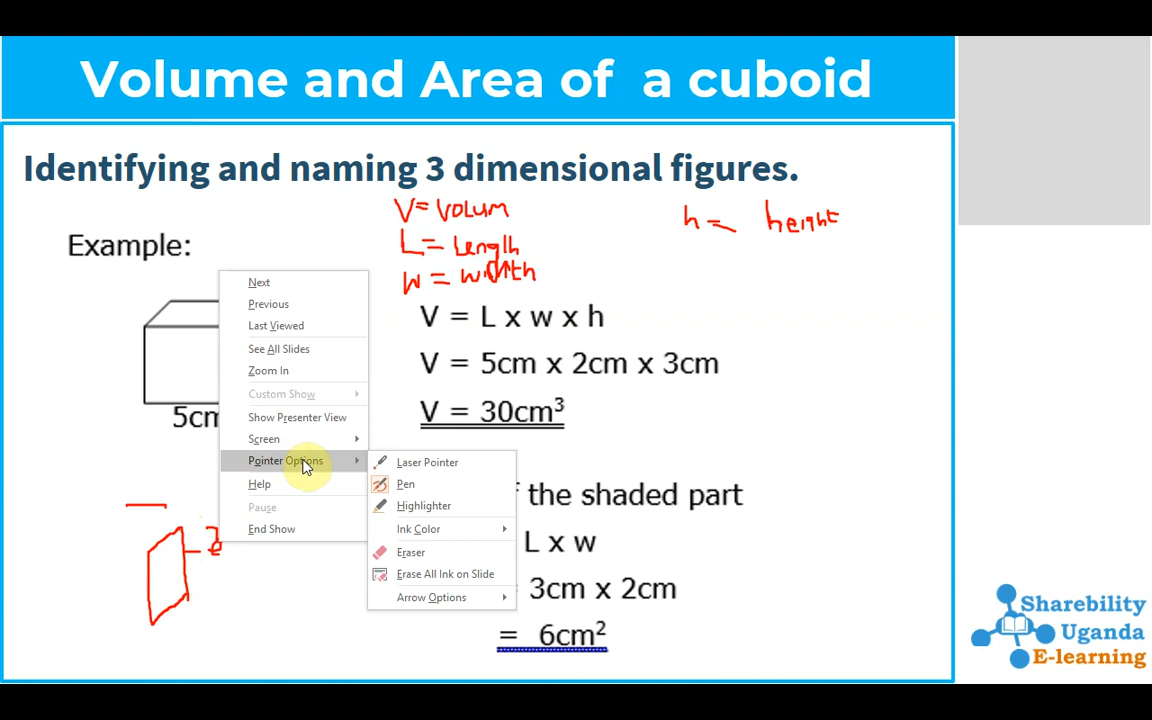 Volume and Area of a cuboid
Identifying and naming 3 dimensional figures.
V = Volum
h = height
Example:
L = Length
w = width
V = L x w x h
V = 5cm x 2cm x 3cm
V = 30cm³
5cm
Next
Previous
Last Viewed
See All Slides
Zoom In
Custom Show
Show Presenter View
Screen
Pointer Options
Help
Pause
End Show
Laser Pointer
Pen
Highlighter
Ink Color
Eraser
Erase All Ink on Slide
Arrow Options
the shaded part
L x w
3cm x 2cm
= 6cm²
Sharebility
Uganda
E-learning